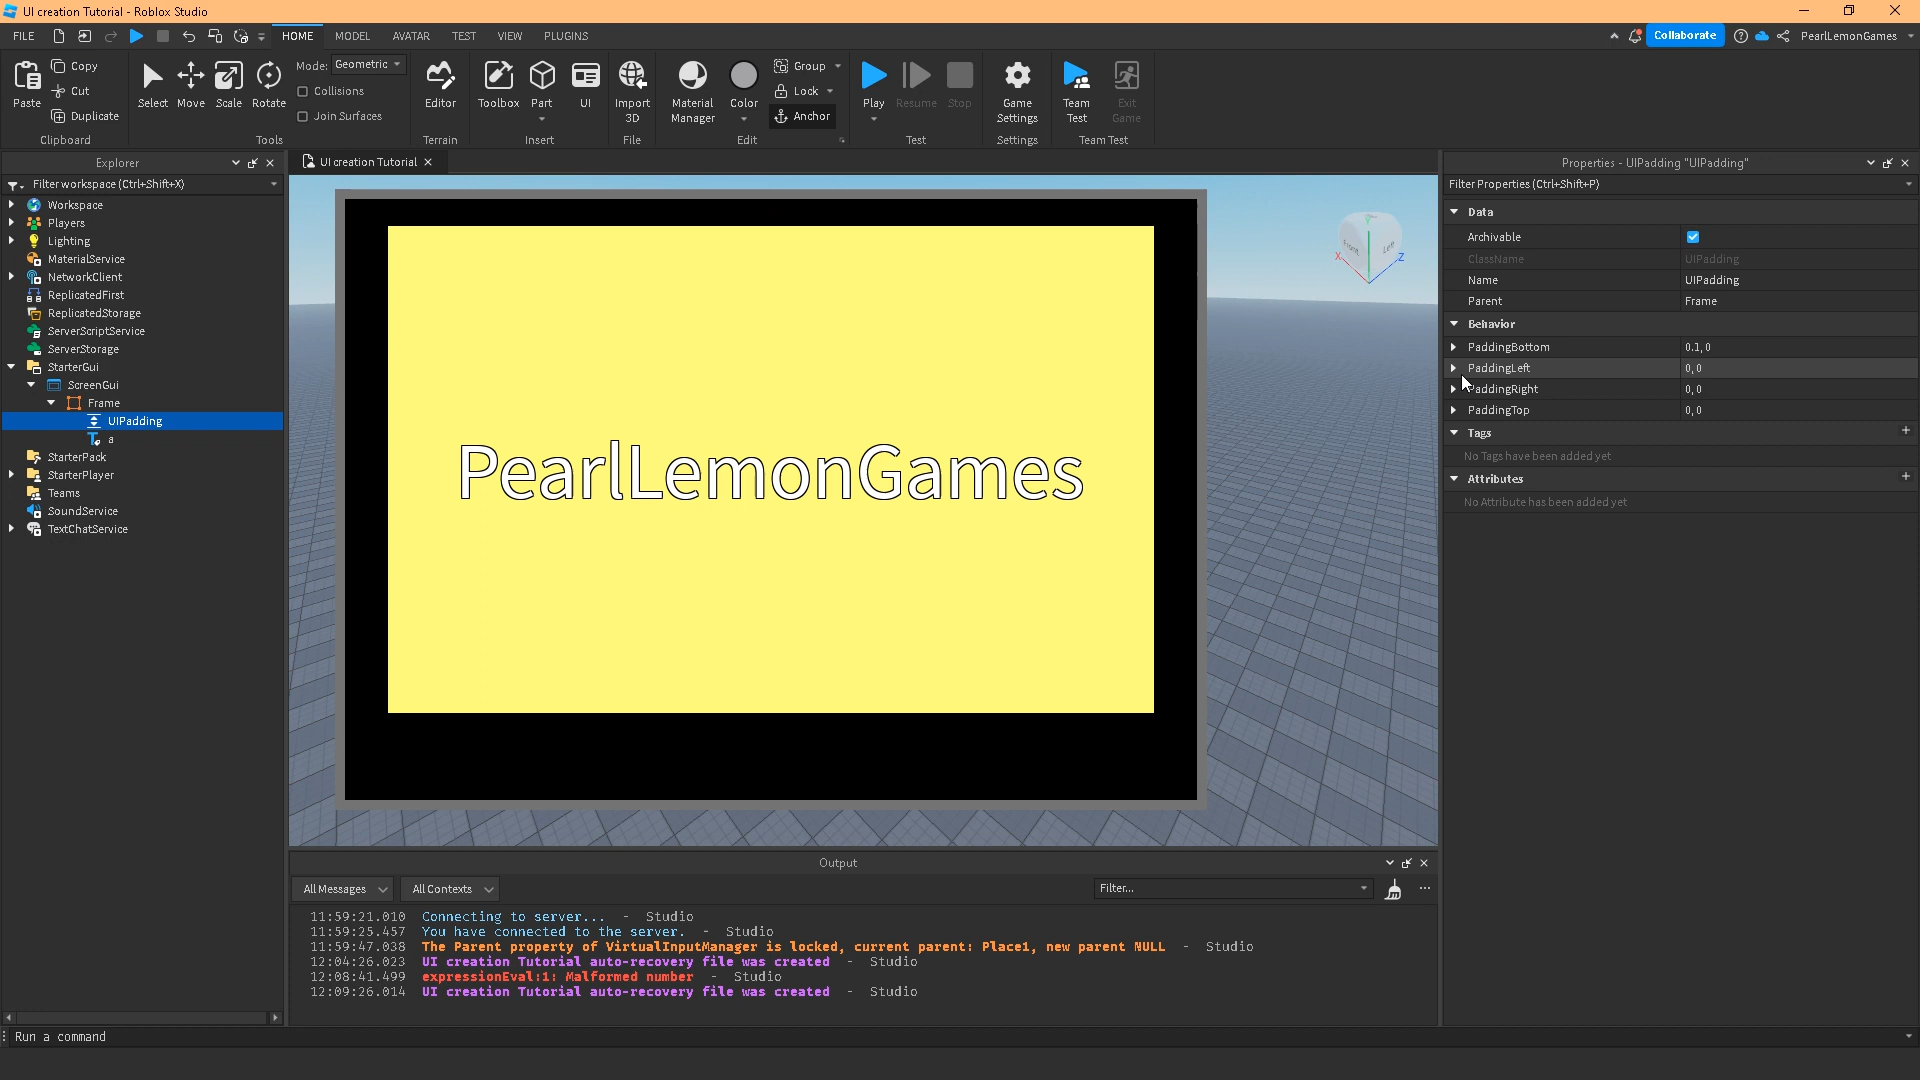 UI creation Tutorial - Roblox Studio
FILE HOME MODEL AVATAR TEST VIEW PLUGINS Collaborate PearlLemonGames
Paste Copy Cut Duplicate Clipboard
Select Move Scale Rotate Mode: Geometric Collisions Join Surfaces Tools
Editor Terrain
Toolbox Part UI Insert
Import 3D File
Material Manager Color Group Lock Anchor Edit
Play Resume Stop Test
Game Settings Settings
Team Test Exit Game Team Test
Explorer
Filter workspace (Ctrl+Shift+X)
Workspace
Players
Lighting
MaterialService
NetworkClient
ReplicatedFirst
ReplicatedStorage
ServerScriptService
ServerStorage
StarterGui
ScreenGui
Frame
UIPadding
a
StarterPack
StarterPlayer
Teams
SoundService
TextChatService
UI creation Tutorial
PearlLemonGames
Front Left
X Y Z
Properties - UIPadding "UIPadding"
Filter Properties (Ctrl+Shift+P)
Data
Archivable
ClassName UIPadding
Name UIPadding
Parent Frame
Behavior
PaddingBottom 0.1, 0
PaddingLeft 0, 0
PaddingRight 0, 0
PaddingTop 0, 0
Tags
No Tags have been added yet
Attributes
No Attribute has been added yet
Output
All Messages All Contexts Filter...
11:59:21.010 Connecting to server... - Studio
11:59:25.457 You have connected to the server. - Studio
11:59:47.038 The Parent property of VirtualInputManager is locked, current parent: Place1, new parent NULL - Studio
12:04:26.023 UI creation Tutorial auto-recovery file was created - Studio
12:08:41.499 expressionEval:1: Malformed number - Studio
12:09:26.014 UI creation Tutorial auto-recovery file was created - Studio
Run a command